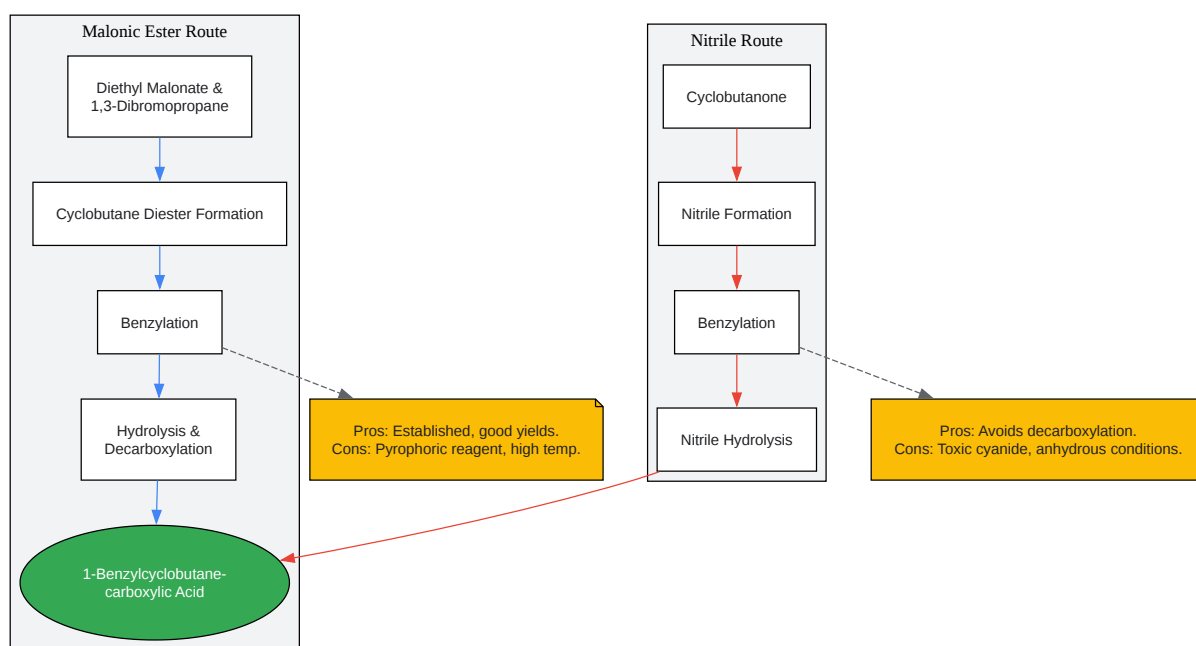 Malonic Ester Route
Diethyl Malonate &
1,3-Dibromopropane
Cyclobutane Diester Formation
Benzylation
Hydrolysis &
Decarboxylation
1-Benzylcyclobutane-
carboxylic Acid
Pros: Established, good yields.
Cons: Pyrophoric reagent, high temp.
Nitrile Route
Cyclobutanone
Nitrile Formation
Benzylation
Nitrile Hydrolysis
Pros: Avoids decarboxylation.
Cons: Toxic cyanide, anhydrous conditions.